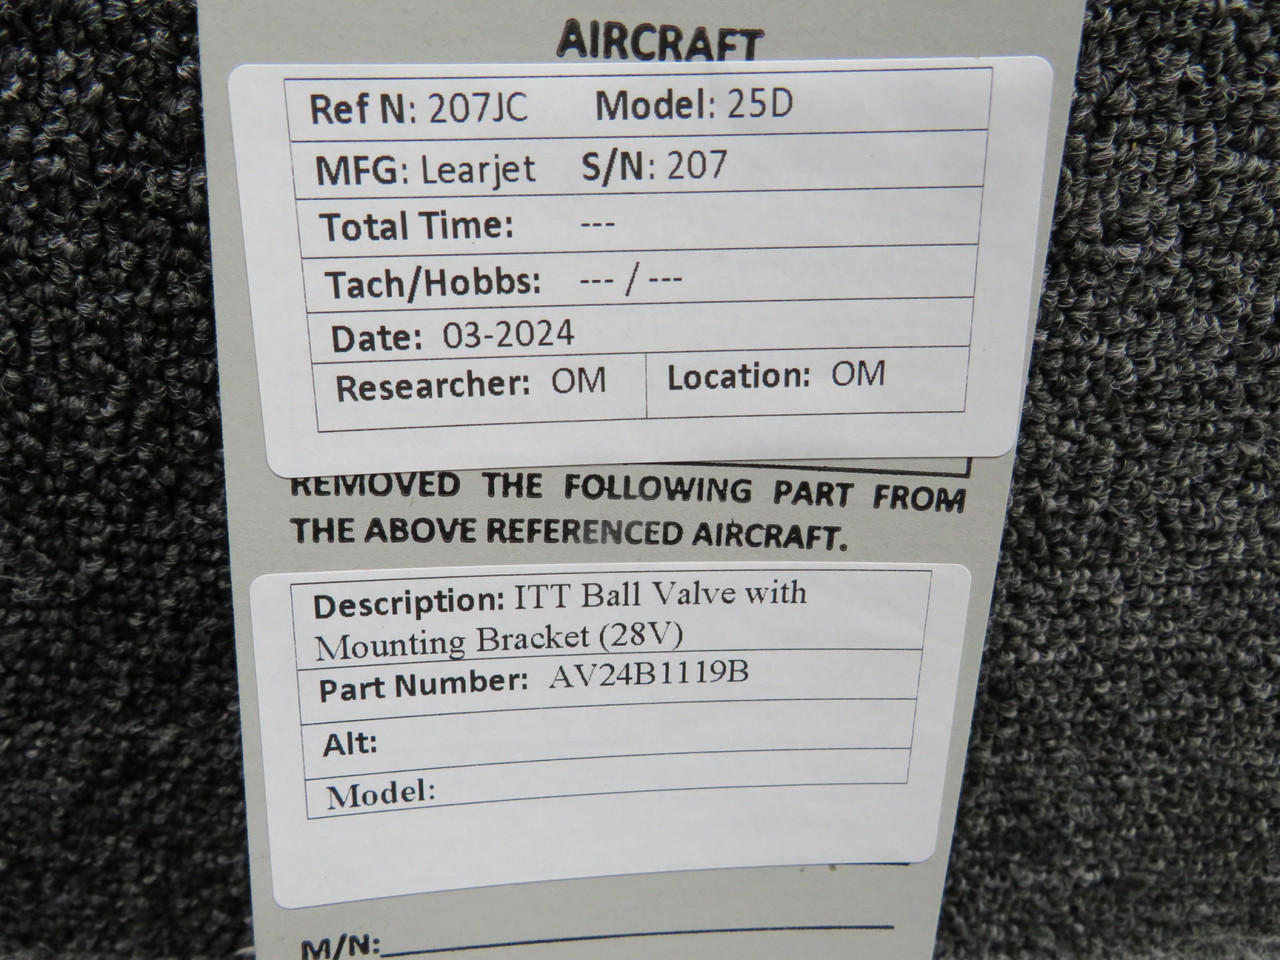 AIRCRAFT
Ref N: 207JC Model: 25D
MFG: Learjet S/N: 207
Total Time: ---
Tach/Hobbs: --- / ---
Date: 03-2024
Researcher: OM Location: OM
REMOVED THE FOLLOWING PART FROM
THE ABOVE REFERENCED AIRCRAFT.
Description: ITT Ball Valve with
Mounting Bracket (28V)
Part Number: AV24B1119B
Alt:
Model:
M/N: